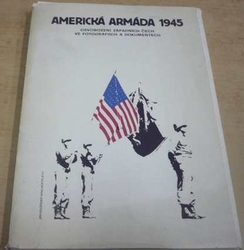 AMERICKÁ ARMÁDA 1945
OSVOBOZENÍ ZÁPADNÍCH ČECH
VE FOTOGRAFIÍCH A DOKUMENTECH